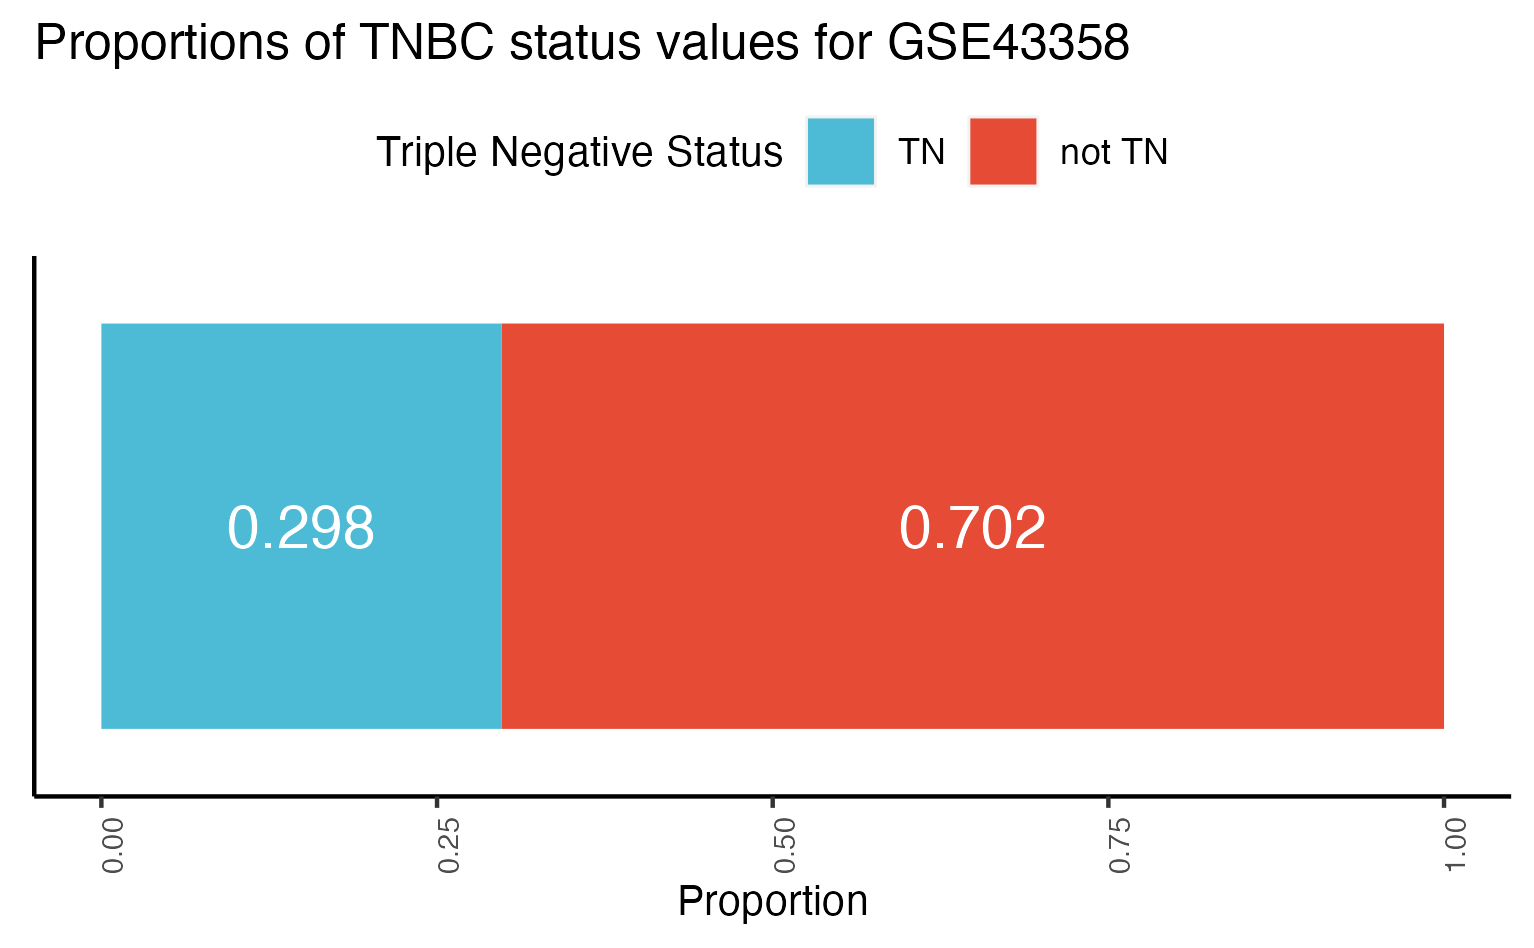 Proportions of TNBC status values for GSE43358
Triple Negative Status TN not TN
0.298 0.702
0.00 0.25 0.50 0.75 1.00
Proportion